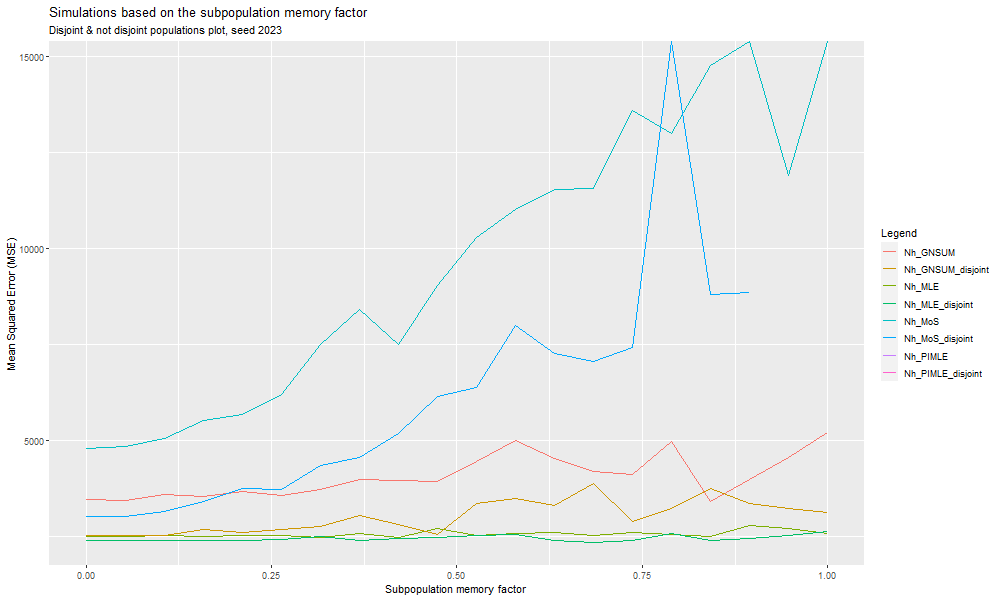 Simulations based on the subpopulation memory factor
Disjoint & not disjoint populations plot, seed 2023
15000
10000
5000
Mean Squared Error (MSE)
0.00
0.25
0.50
0.75
1.00
Subpopulation memory factor
Legend
Nh_GNSUM
Nh_GNSUM_disjoint
Nh_MLE
Nh_MLE_disjoint
Nh_MoS
Nh_MoS_disjoint
Nh_PIMLE
Nh_PIMLE_disjoint